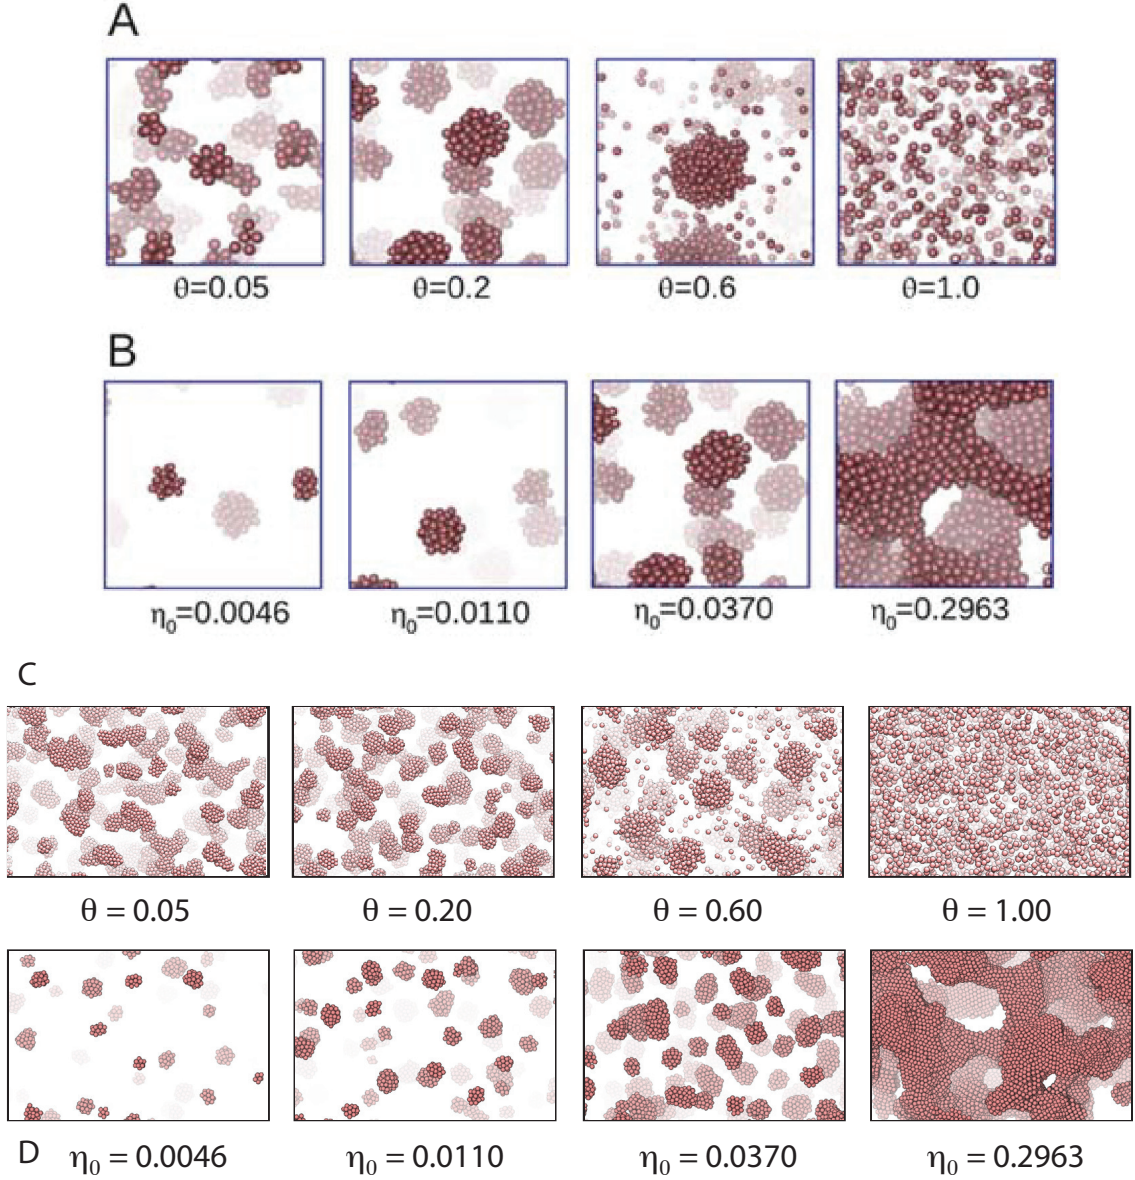 A
θ=0.05 θ=0.2 θ=0.6 θ=1.0
B
η₀=0.0046 η₀=0.0110 η₀=0.0370 η₀=0.2963
C
θ = 0.05 θ = 0.20 θ = 0.60 θ = 1.00
D η₀ = 0.0046 η₀ = 0.0110 η₀ = 0.0370 η₀ = 0.2963